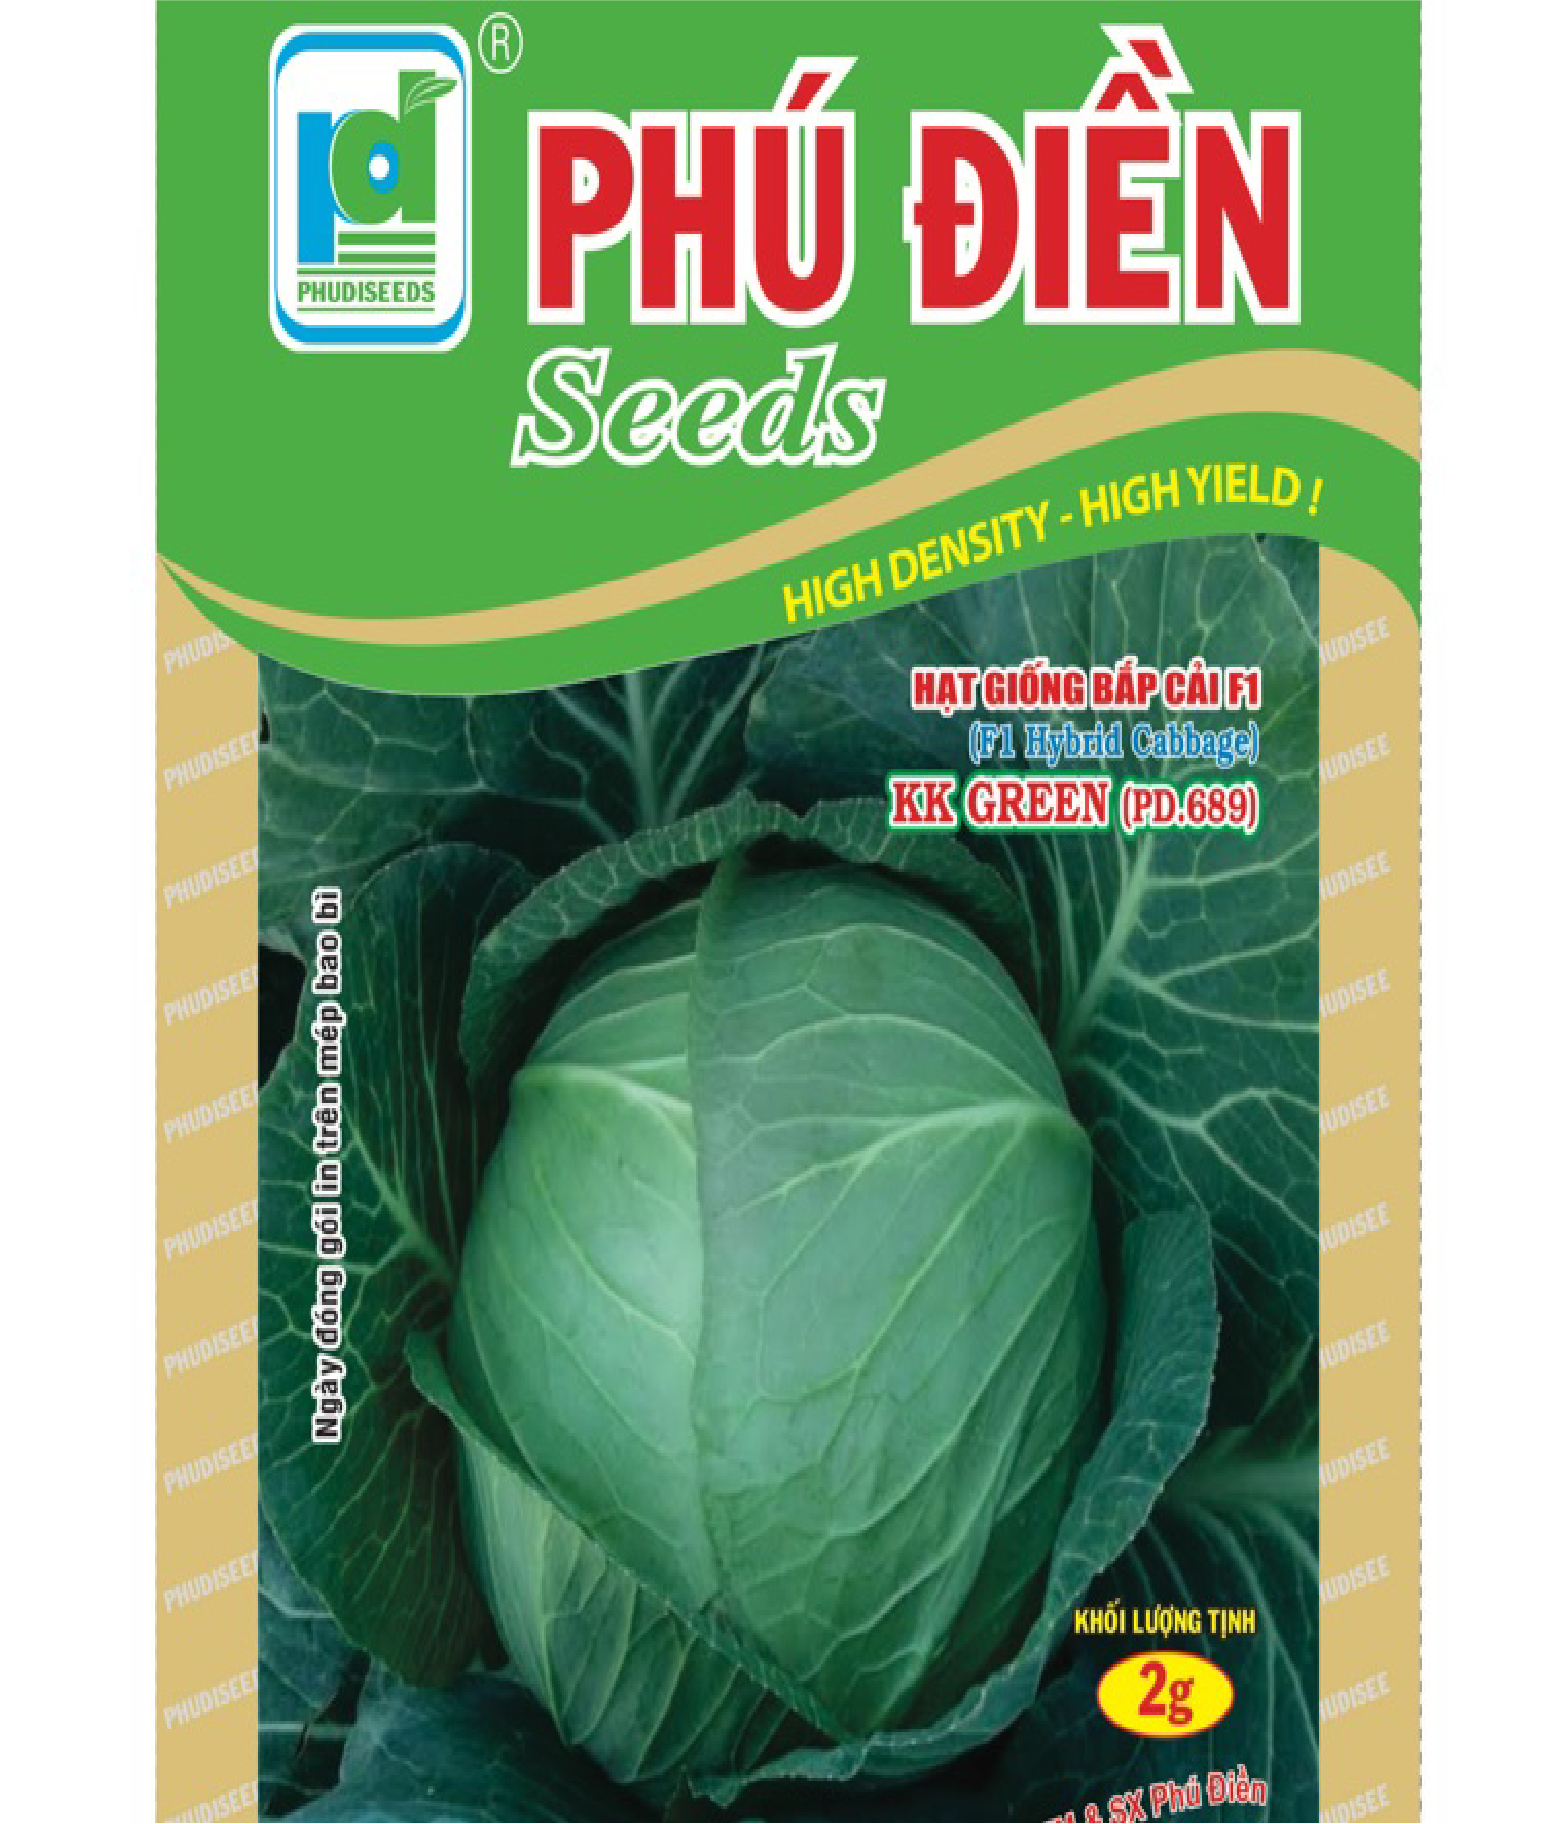 PHUDISEEDS
®
PHÚ ĐIỀN
Seeds
HIGH DENSITY - HIGH YIELD !
HẠT GIỐNG BẮP CẢI F1
(F1 Hybrid Cabbage)
KK GREEN (PD.689)
Ngày đóng gói in trên mép bao bì
KHỐI LƯỢNG TỊNH
2g
& SX Phú Điền